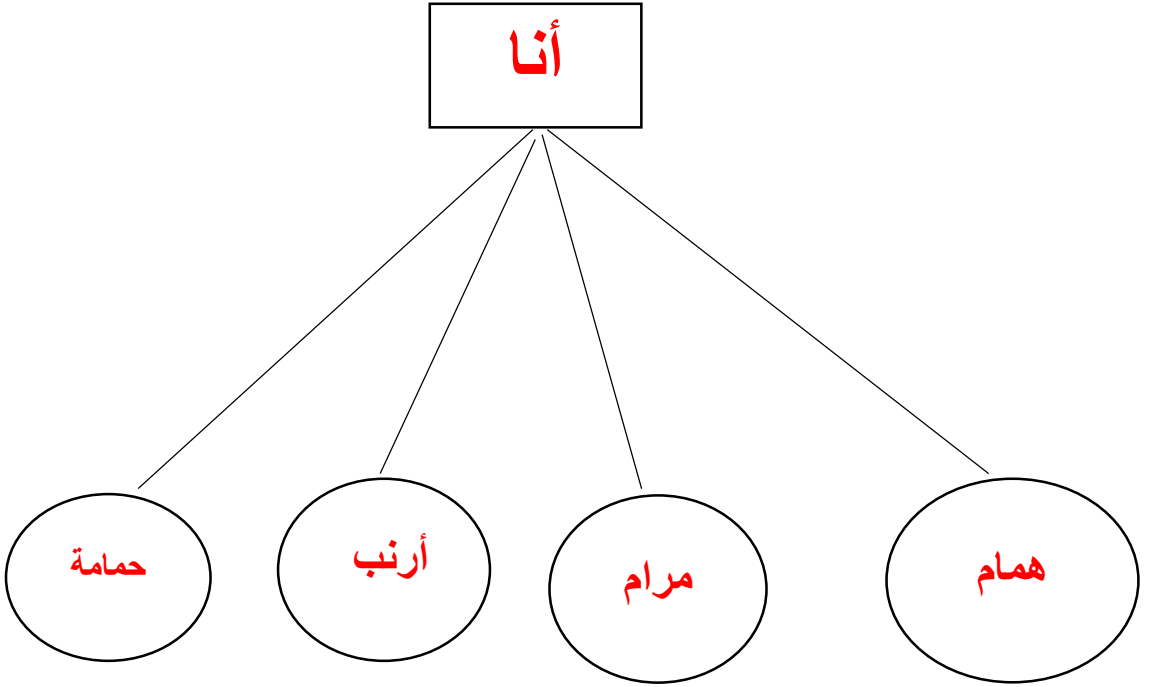 أنا
همام
مرام
أرنب
حمامة